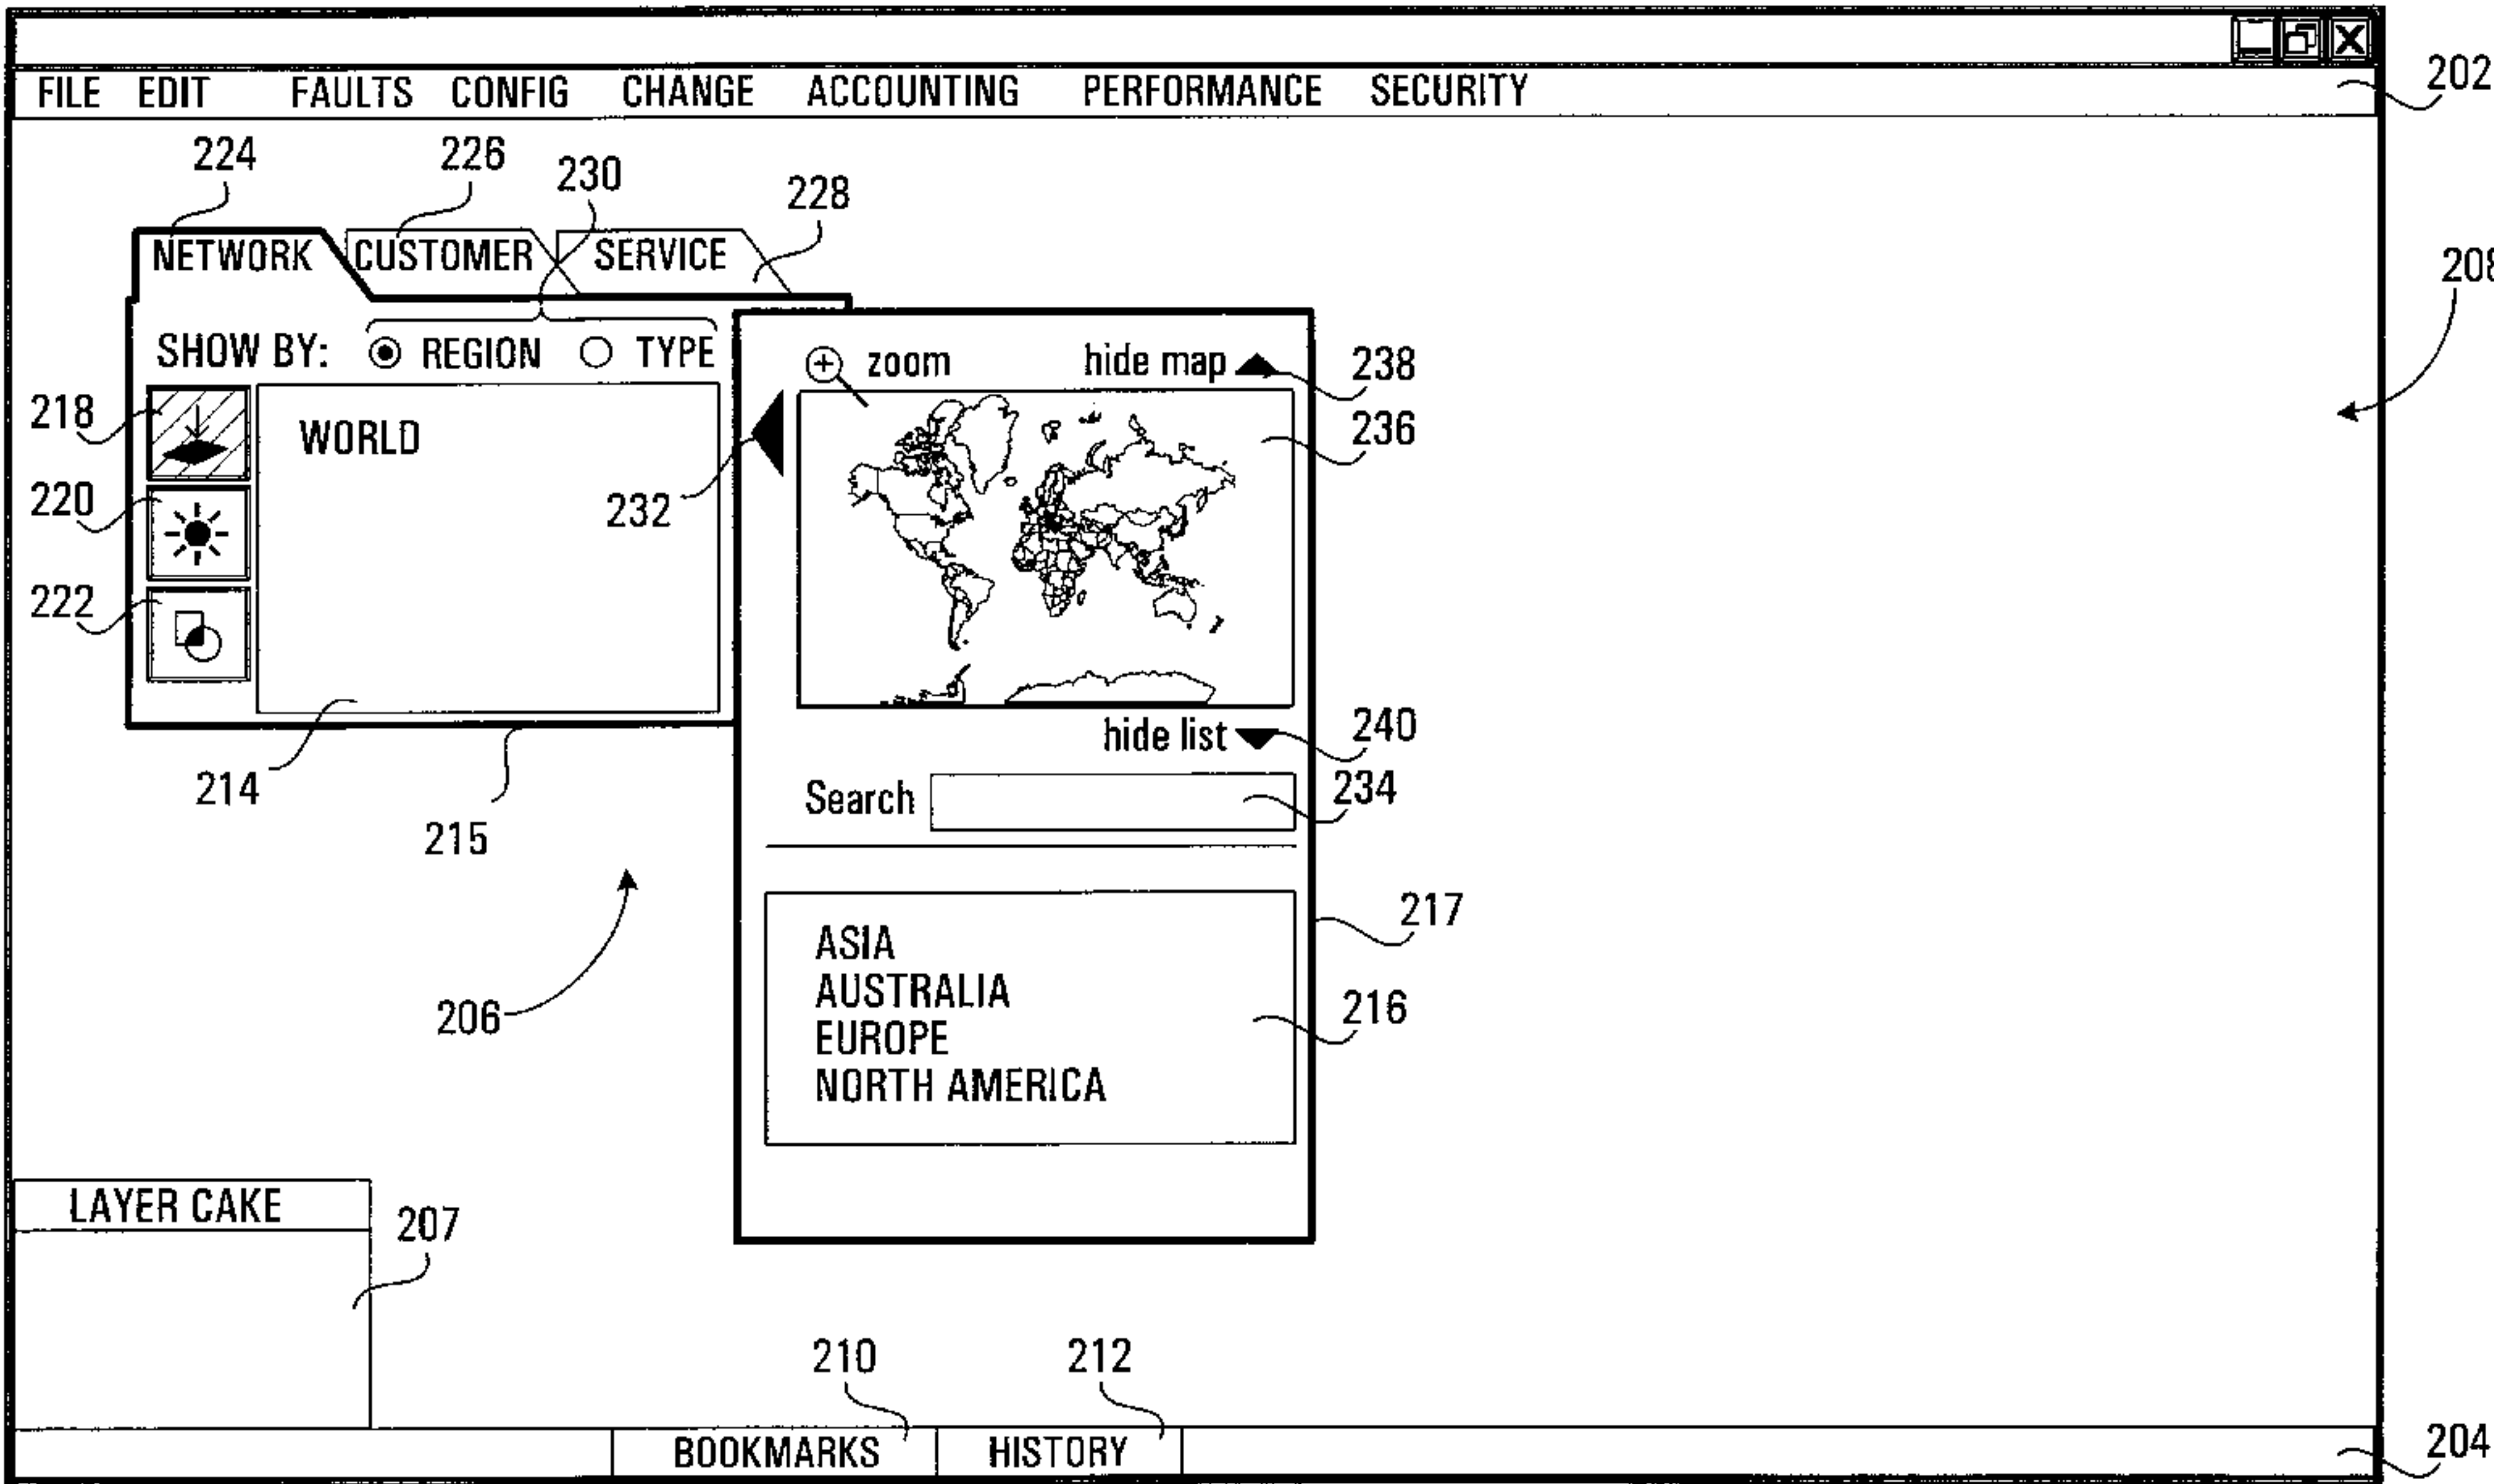 202
FILE EDIT FAULTS CONFIG CHANGE ACCOUNTING PERFORMANCE SECURITY
224
226
230
228
NETWORK CUSTOMER SERVICE
208
SHOW BY: REGION TYPE
zoom hide map
238
218
WORLD
236
220
232
222
hide list
240
214
Search
234
215
217
ASIA
AUSTRALIA
EUROPE
NORTH AMERICA
206
216
LAYER CAKE
207
210
212
BOOKMARKS HISTORY
204